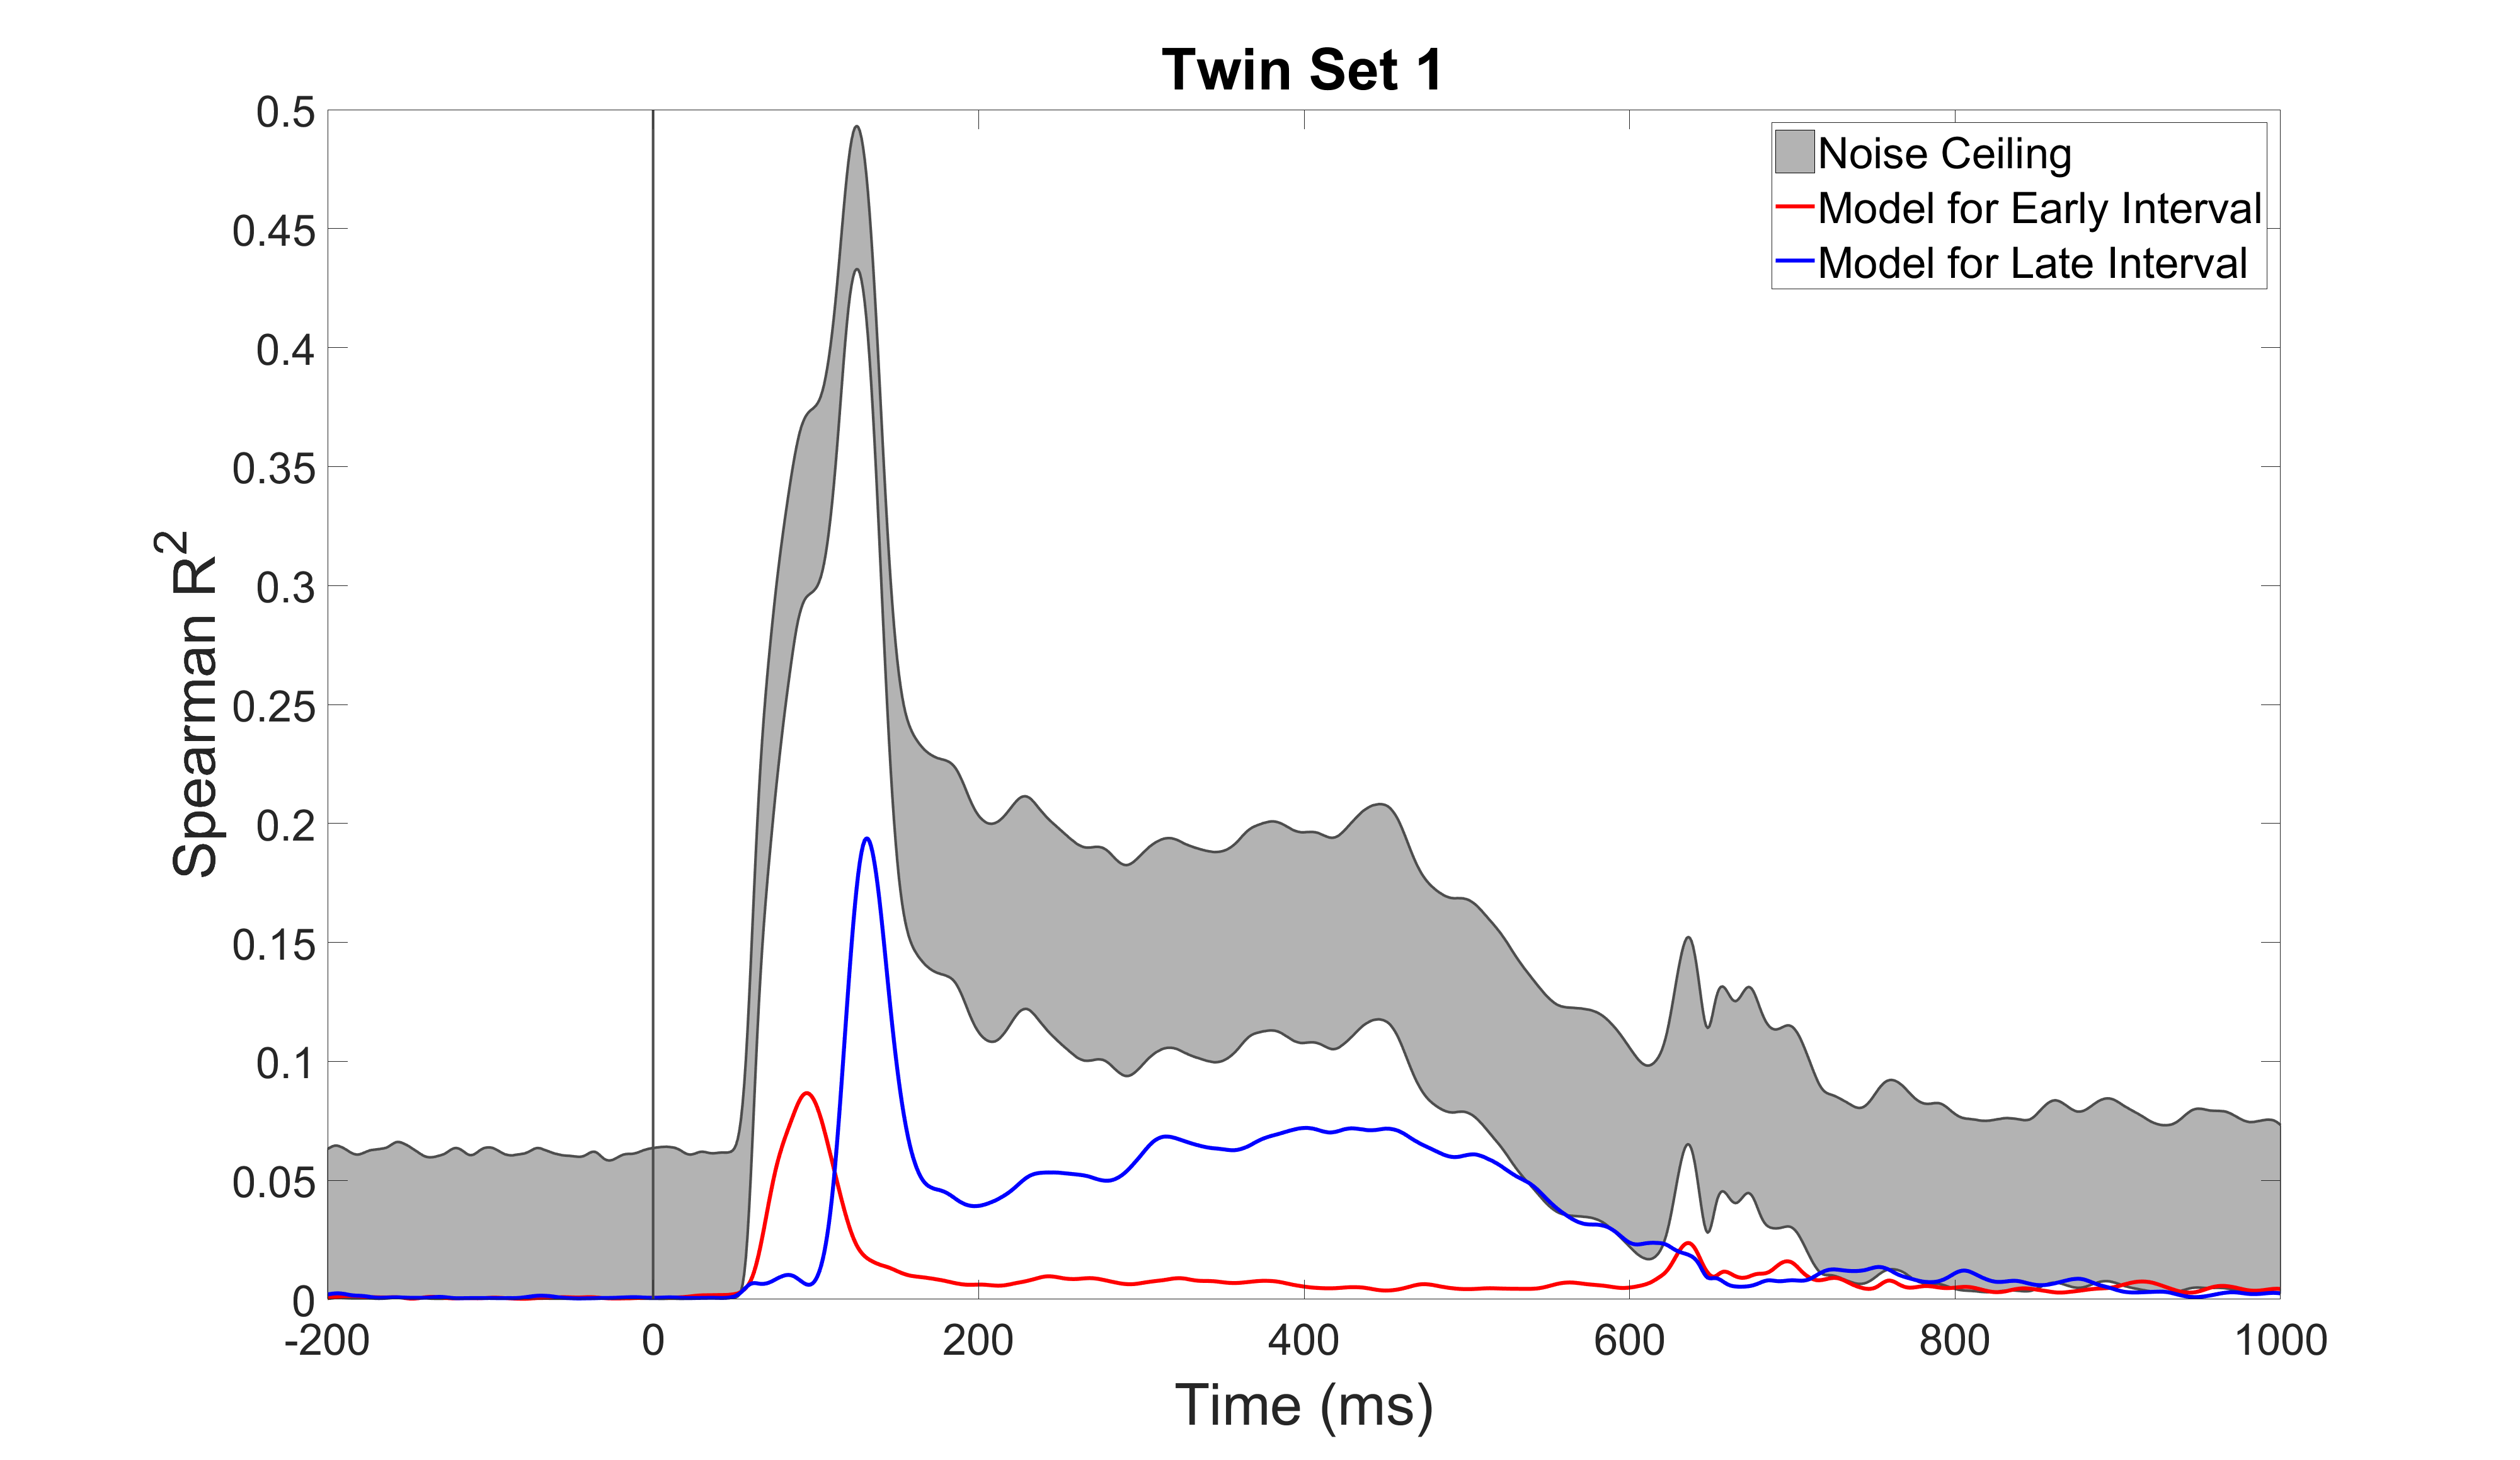 Twin Set 1
0.5
0.45
0.4
0.35
0.3
0.25
0.2
0.15
0.1
0.05
0
Spearman R²
Noise Ceiling
Model for Early Interval
Model for Late Interval
-200 0 200 400 600 800 1000
Time (ms)